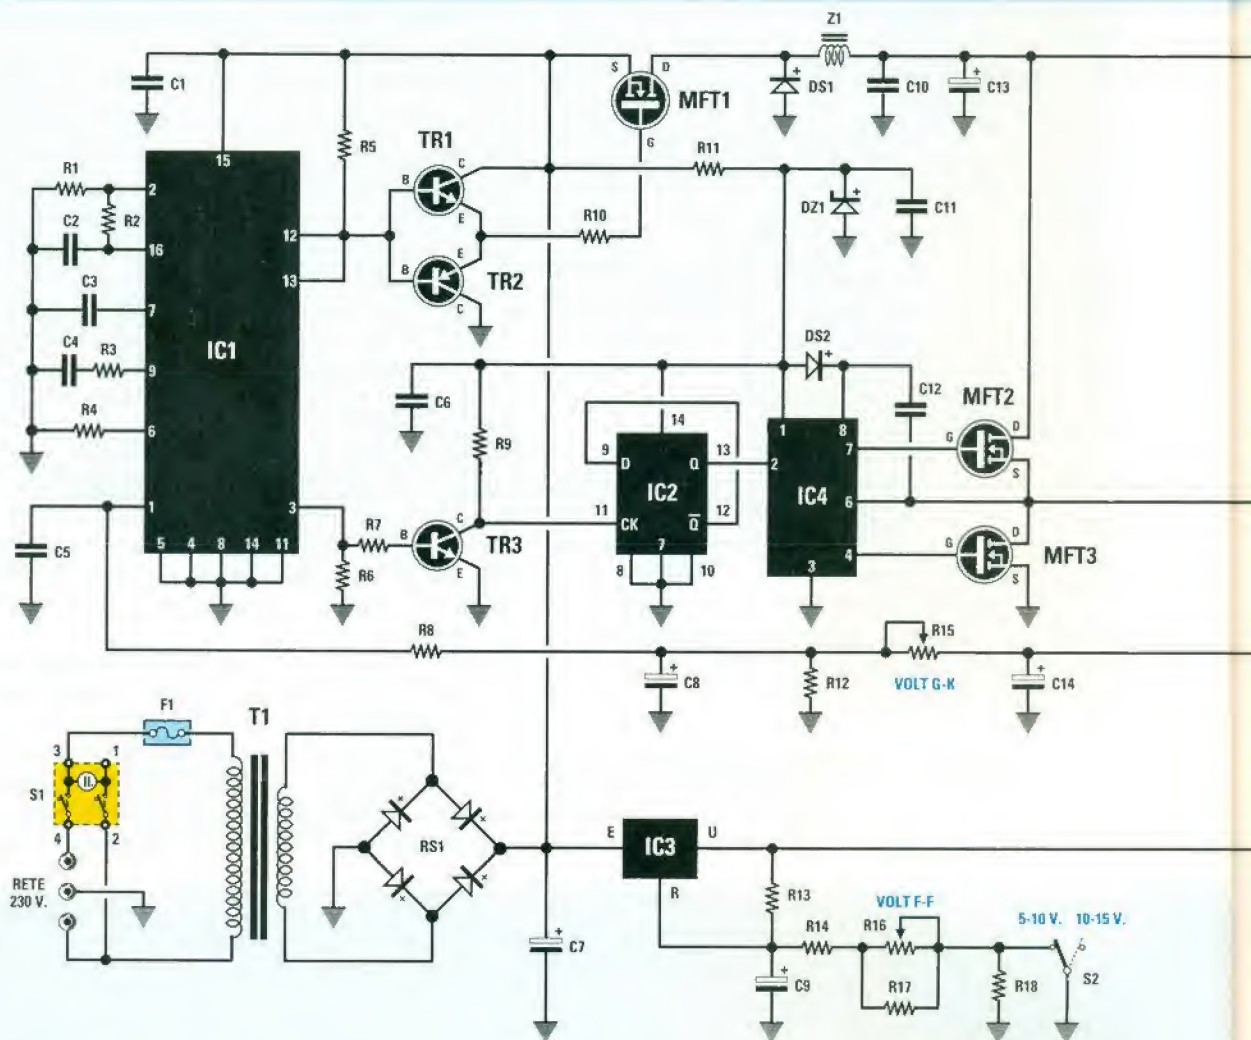 Z1
C1
S
D
MFT1
G
DS1
C10
C13
R5
TR1
B
C
E
R11
DZ1
C11
15
R1
2
R2
C2
16
C3
7
C4
R3
9
R4
6
C5
1
IC1
12
13
3
5
4
8
14
11
R10
B
E
C
TR2
C6
R9
R7
R6
B
C
E
TR3
14
9
D
Q
13
IC2
11
CK
Q
12
8
7
10
DS2
C12
1
8
2
7
IC4
6
4
3
MFT2
G
D
S
MFT3
G
D
S
R8
C8
R12
R15
VOLT G-K
C14
F1
T1
3
1
II.
S1
4
2
RETE
230 V.
RS1
C7
E
IC3
U
R
R13
VOLT F-F
R14
R16
R17
C9
R18
5-10 V.
10-15 V.
S2